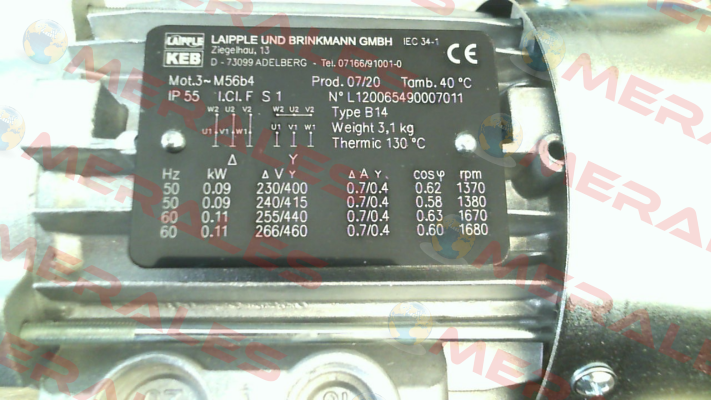 LAIPPLE KEB LAIPPLE UND BRINKMANN GMBH IEC 34-1
Ziegelhau, 13
D - 73099 ADELBERG - Tel. 07166/91001-0
CE
Mot.3~ M56b4 Prod. 07/20 Tamb. 40 °C
IP 55 I.Cl. F S 1 N° L120065490007011
W2 U2 V2 W2 U2 V2 Type B14
U1 V1 W1 U1 V1 W1 Weight 3,1 kg
Thermic 130 °C
Δ Y
Hz kW Δ V Y Δ A Y cosφ rpm
50 0.09 230/400 0.7/0.4 0.62 1370
50 0.09 240/415 0.7/0.4 0.58 1380
60 0.11 255/440 0.7/0.4 0.63 1670
60 0.11 266/460 0.7/0.4 0.60 1680
MERALES